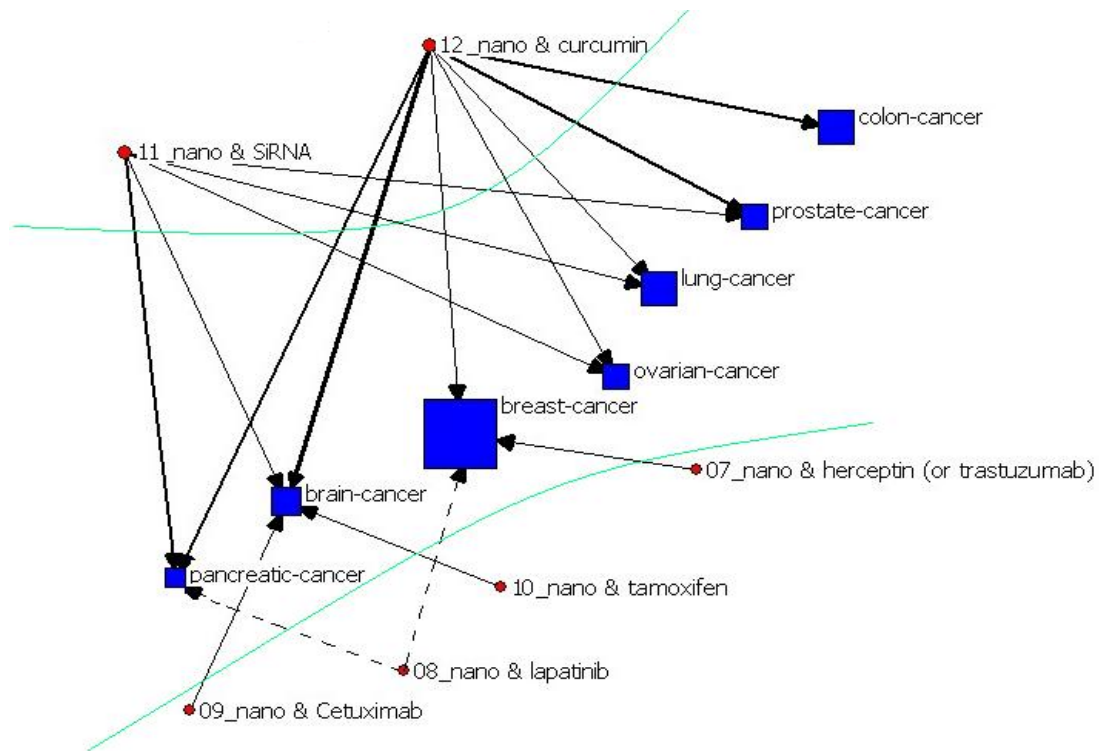 12_nano & curcumin
colon-cancer
11_nano & SiRNA
prostate-cancer
lung-cancer
ovarian-cancer
breast-cancer
07_nano & herceptin (or trastuzumab)
brain-cancer
pancreatic-cancer
10_nano & tamoxifen
08_nano & lapatinib
09_nano & Cetuximab